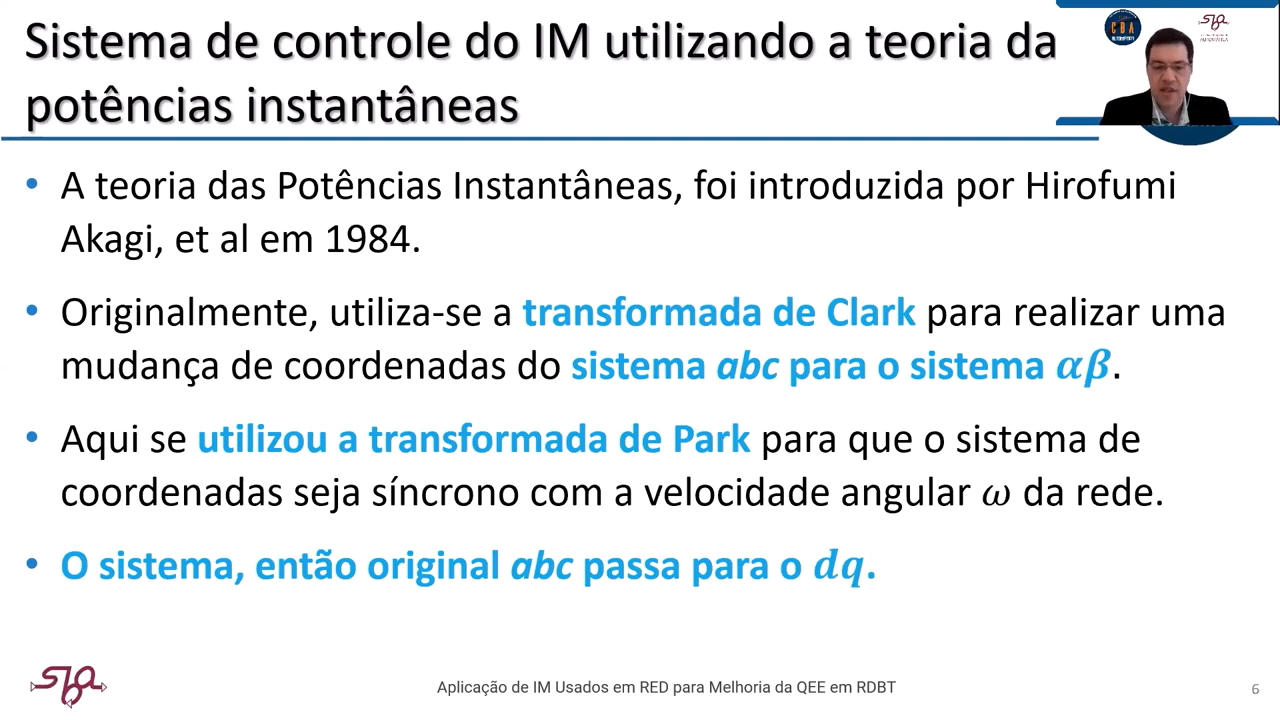 Sistema de controle do IM utilizando a teoria da
potências instantâneas
CBA
• A teoria das Potências Instantâneas, foi introduzida por Hirofumi
Akagi, et al em 1984.
• Originalmente, utiliza-se a transformada de Clark para realizar uma
mudança de coordenadas do sistema abc para o sistema αβ.
• Aqui se utilizou a transformada de Park para que o sistema de
coordenadas seja síncrono com a velocidade angular ω da rede.
• O sistema, então original abc passa para o dq.
Aplicação de IM Usados em RED para Melhoria da QEE em RDBT
6